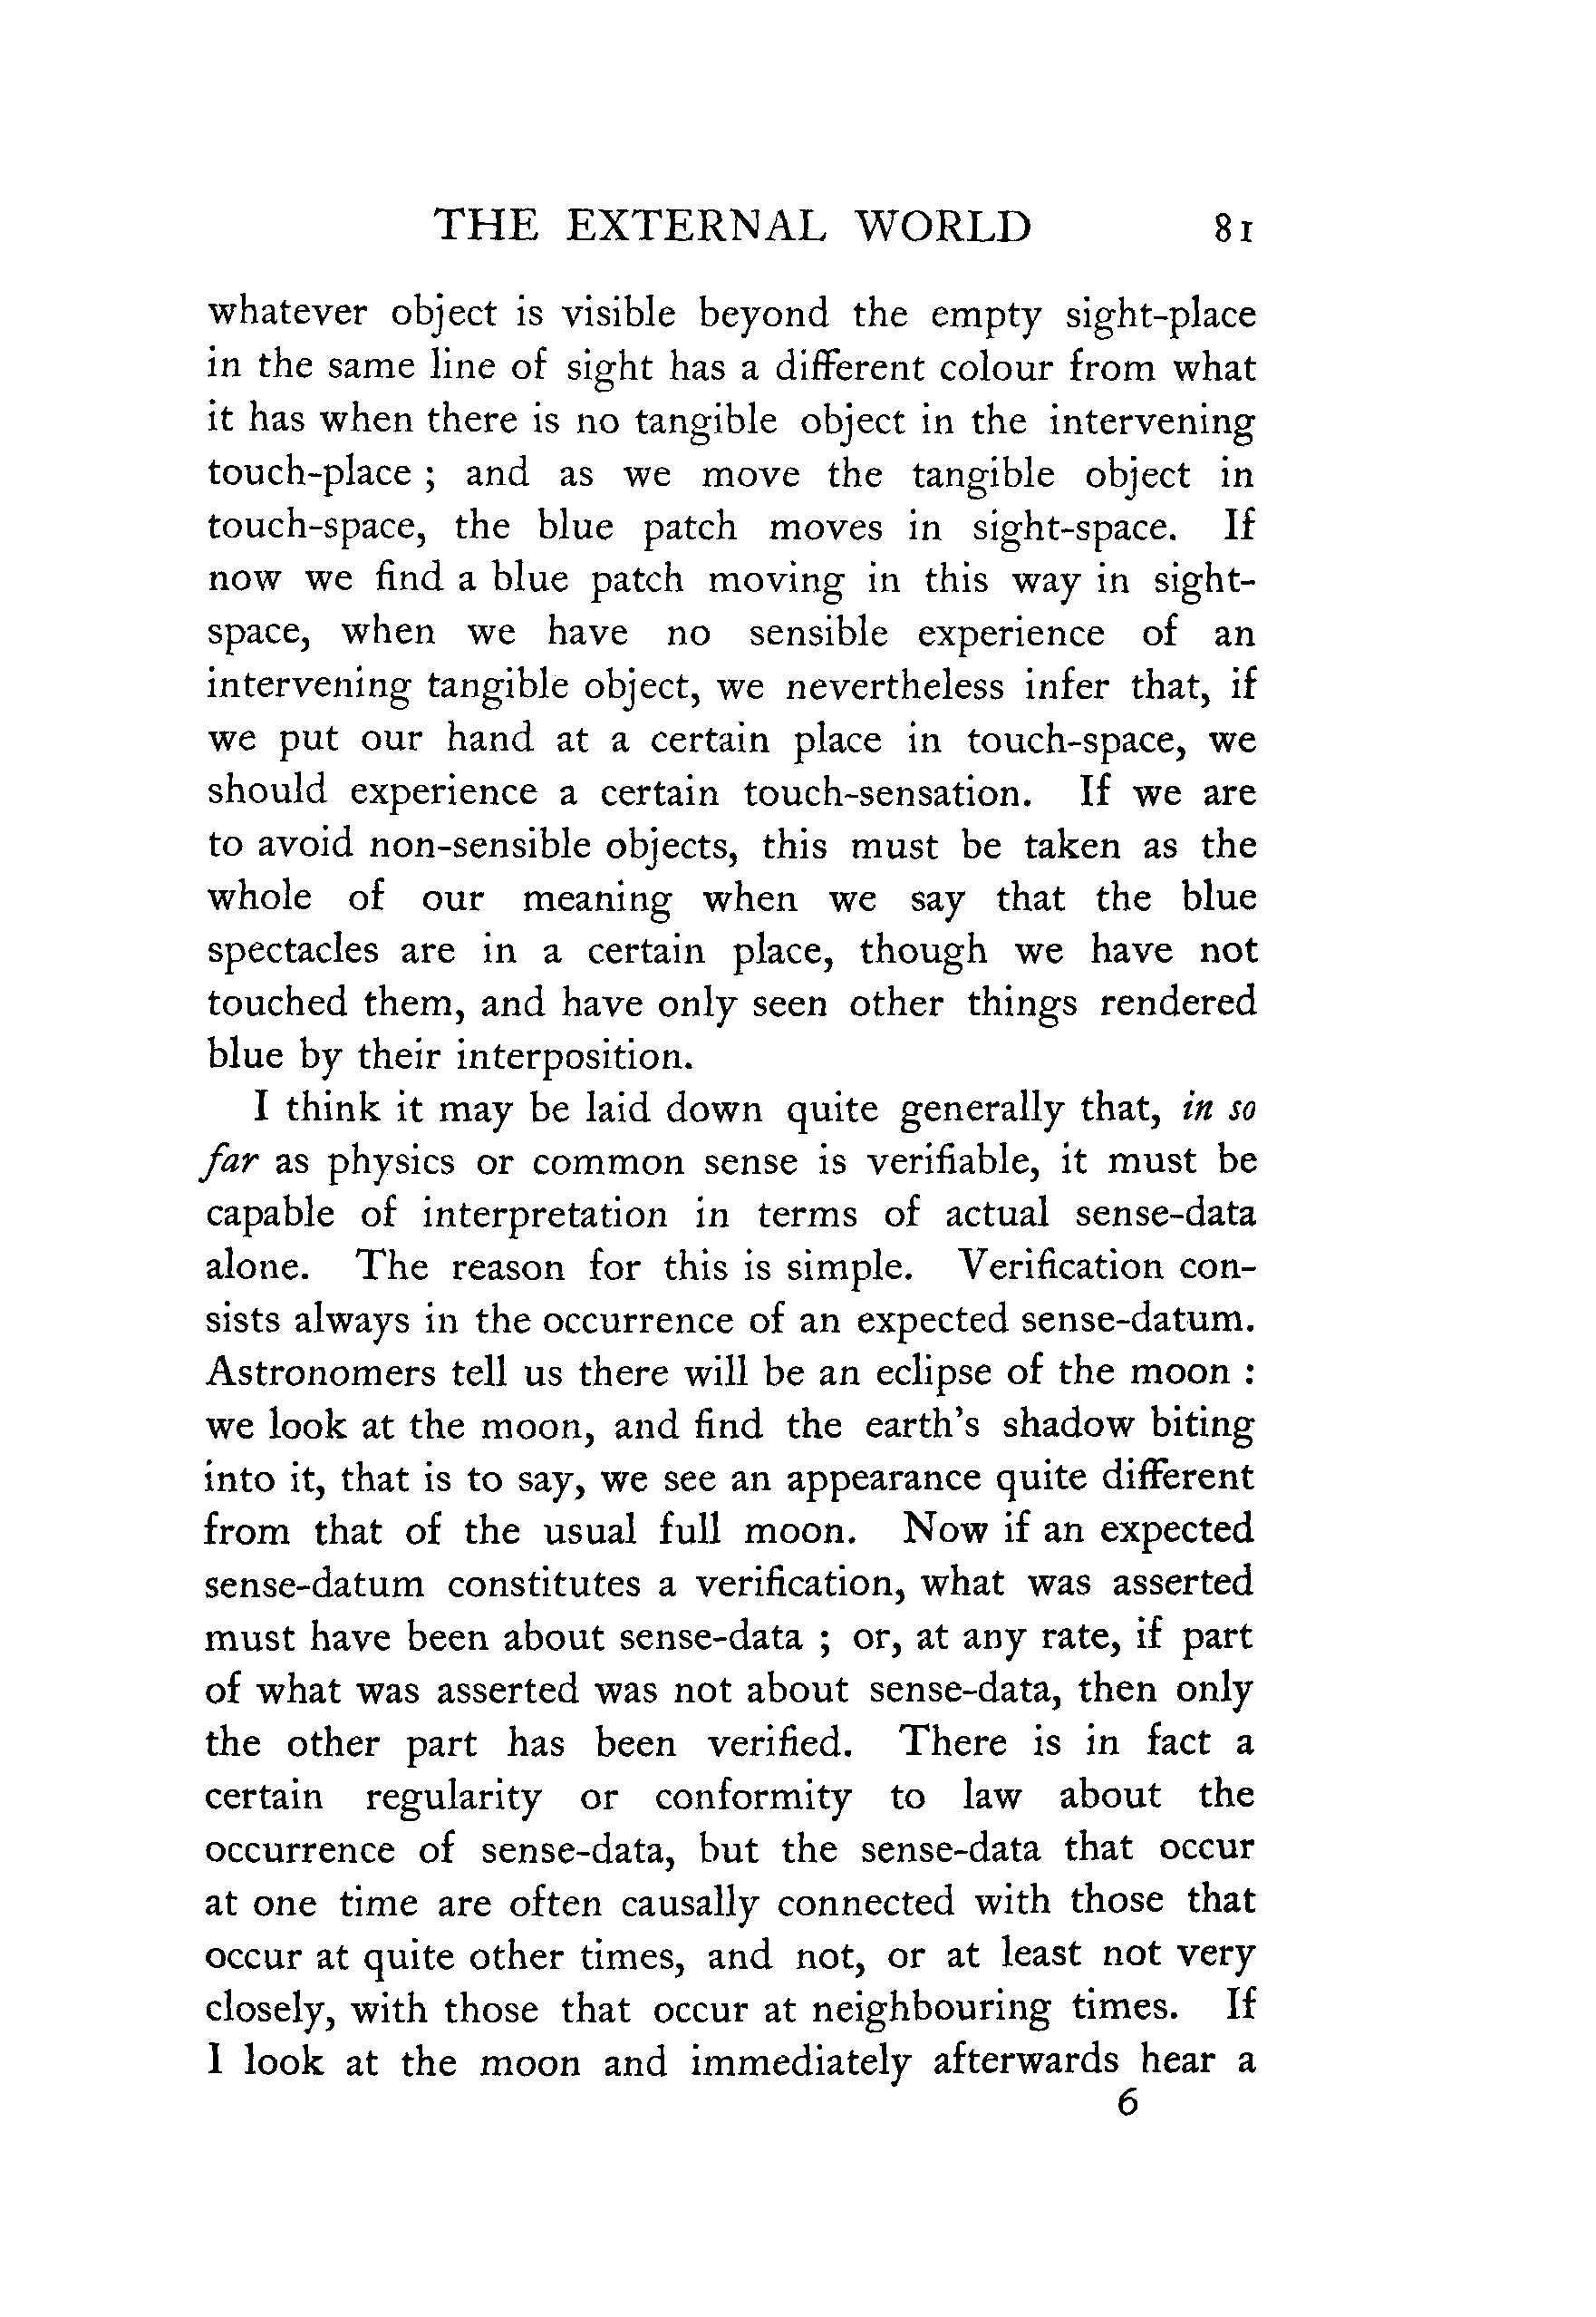 THE EXTERNAL WORLD 81
whatever object is visible beyond the empty sight-place
in the same line of sight has a different colour from what
it has when there is no tangible object in the intervening
touch-place ; and as we move the tangible object in
touch-space, the blue patch moves in sight-space. If
now we find a blue patch moving in this way in sight-
space, when we have no sensible experience of an
intervening tangible object, we nevertheless infer that, if
we put our hand at a certain place in touch-space, we
should experience a certain touch-sensation. If we are
to avoid non-sensible objects, this must be taken as the
whole of our meaning when we say that the blue
spectacles are in a certain place, though we have not
touched them, and have only seen other things rendered
blue by their interposition.
I think it may be laid down quite generally that, in so
far as physics or common sense is verifiable, it must be
capable of interpretation in terms of actual sense-data
alone. The reason for this is simple. Verification con-
sists always in the occurrence of an expected sense-datum.
Astronomers tell us there will be an eclipse of the moon :
we look at the moon, and find the earth's shadow biting
into it, that is to say, we see an appearance quite different
from that of the usual full moon. Now if an expected
sense-datum constitutes a verification, what was asserted
must have been about sense-data ; or, at any rate, if part
of what was asserted was not about sense-data, then only
the other part has been verified. There is in fact a
certain regularity or conformity to law about the
occurrence of sense-data, but the sense-data that occur
at one time are often causally connected with those that
occur at quite other times, and not, or at least not very
closely, with those that occur at neighbouring times. If
I look at the moon and immediately afterwards hear a
6